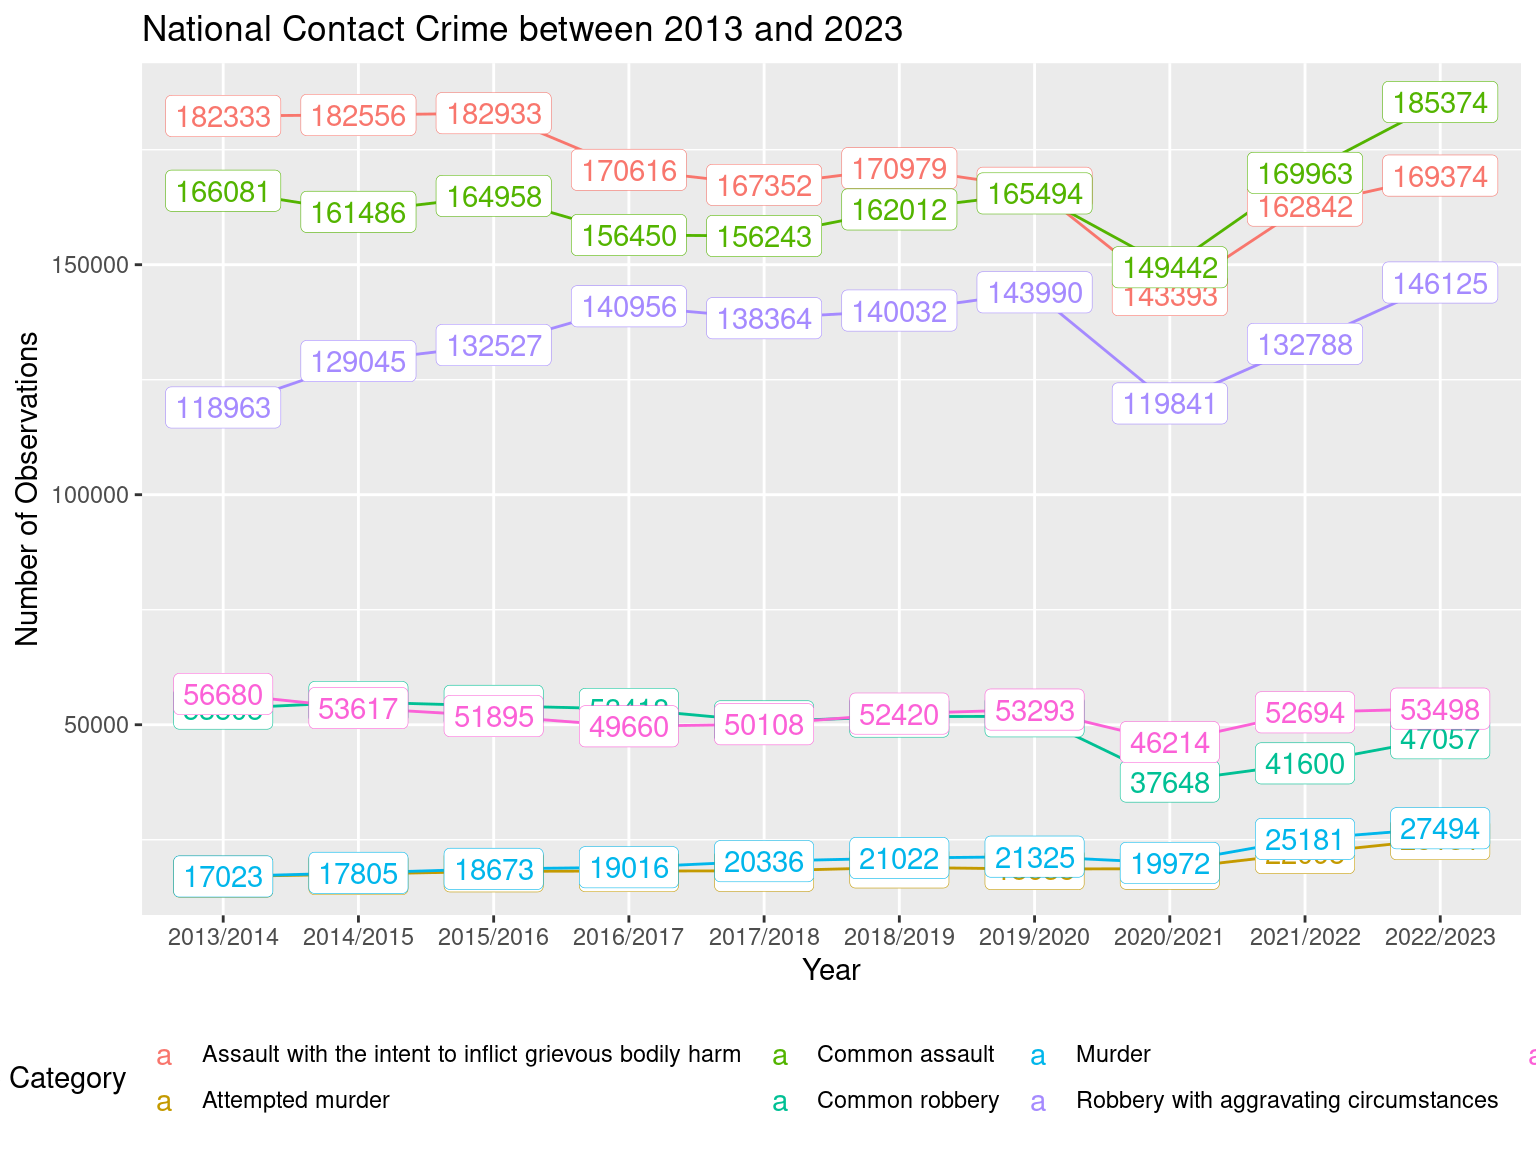 National Contact Crime between 2013 and 2023
182333 182556 182933 170616 167352 170979 165494 149442 143393 169963 162842 185374 169374
166081 161486 164958 156450 156243 162012
118963 129045 132527 140956 138364 140032 143990 119841 132788 146125
56680 53617 51895 49660 50108 52420 53293 46214 52694 53498
37648 41600 47057
17023 17805 18673 19016 20336 21022 21325 19972 25181 27494
150000
100000
50000
Number of Observations
2013/2014 2014/2015 2015/2016 2016/2017 2017/2018 2018/2019 2019/2020 2020/2021 2021/2022 2022/2023
Year
Category
a Assault with the intent to inflict grievous bodily harm a Common assault a Murder
a Attempted murder a Common robbery a Robbery with aggravating circumstances